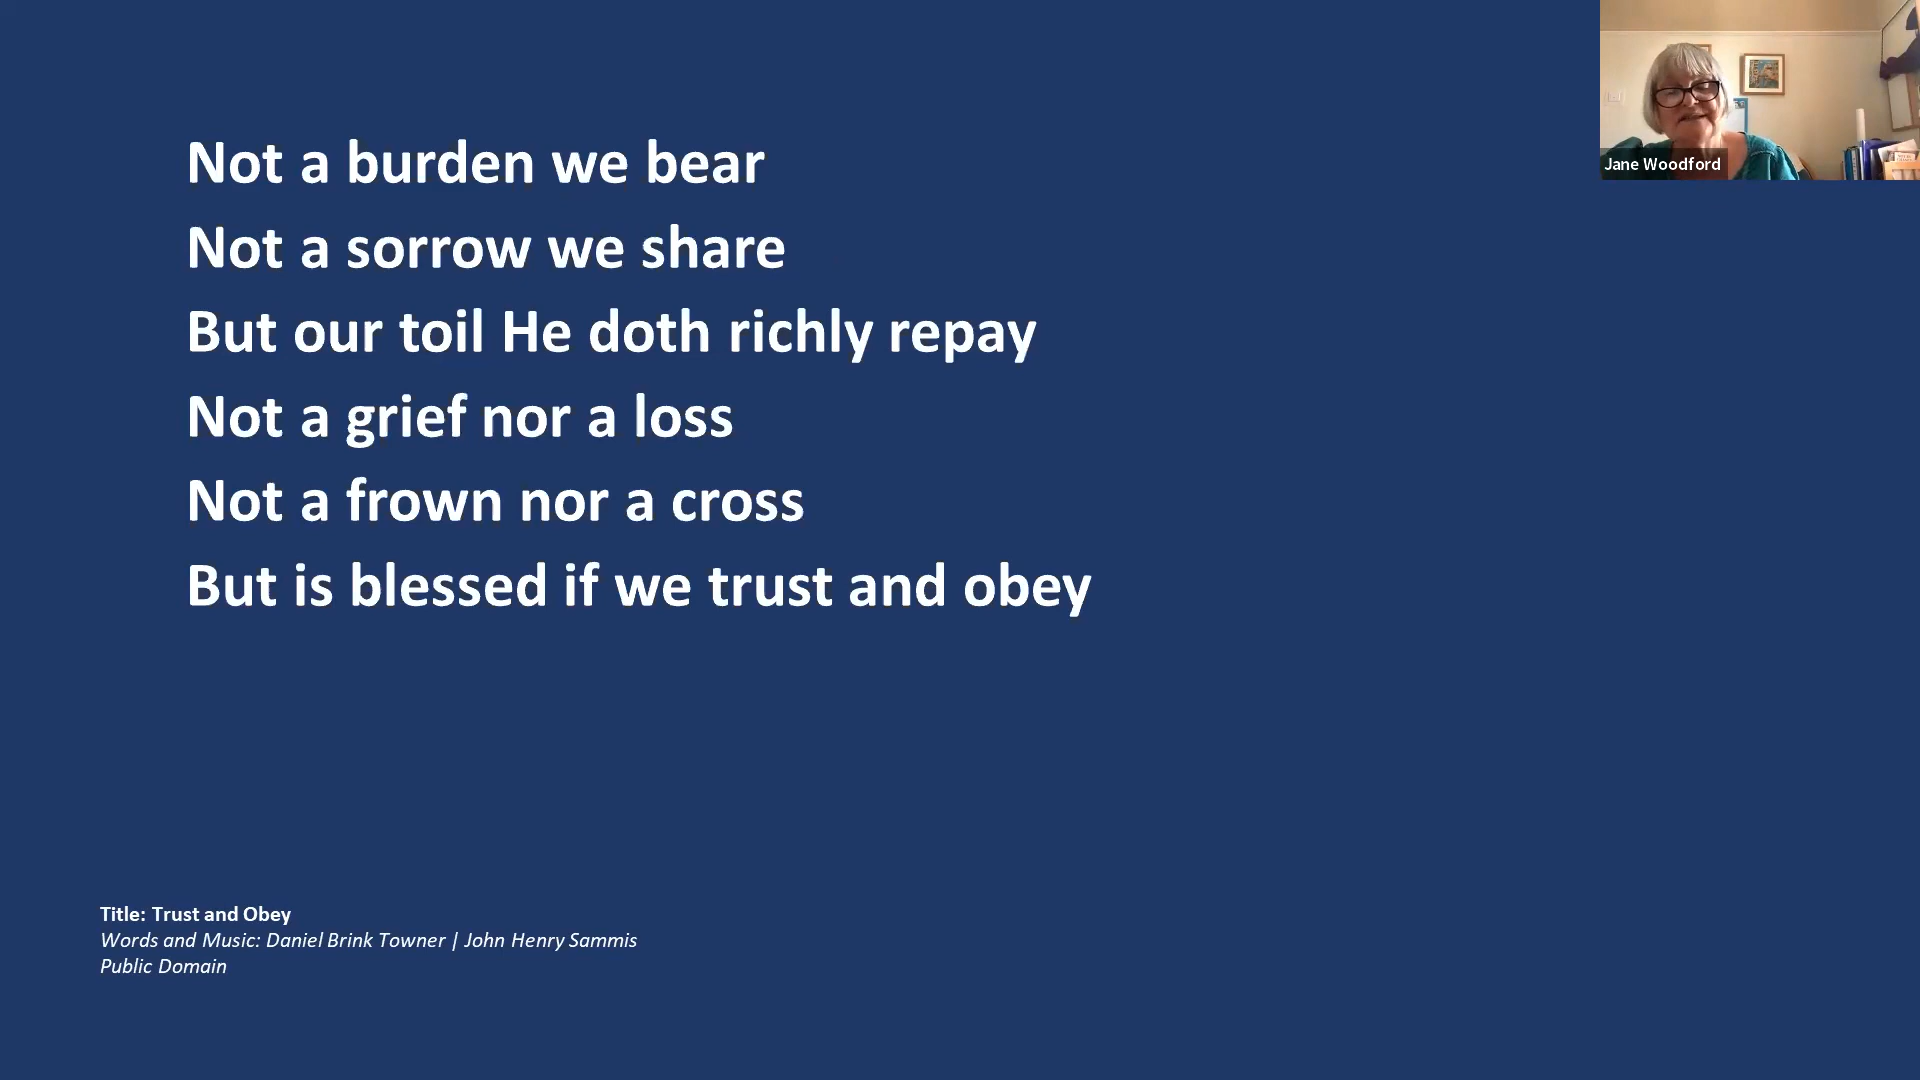 Not a burden we bear
Not a sorrow we share
But our toil He doth richly repay
Not a grief nor a loss
Not a frown nor a cross
But is blessed if we trust and obey
Jane Woodford
Title: Trust and Obey
Words and Music: Daniel Brink Towner | John Henry Sammis
Public Domain